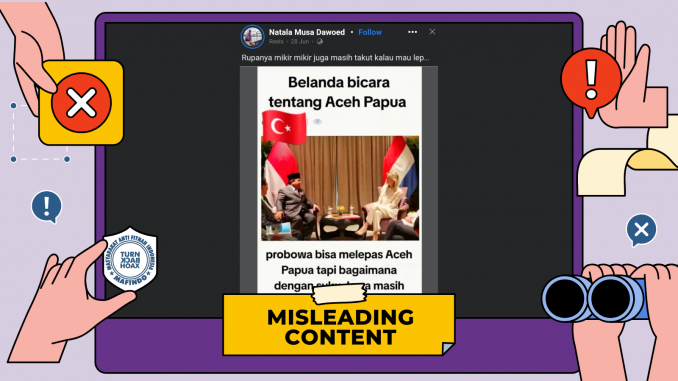 Natala Musa Dawoed • Follow
Reels • 28 Jun •
Rupanya mikir mikir juga masih takut kalau mau lep...
Belanda bicara
tentang Aceh Papua
probowa bisa melepas Aceh
Papua tapi bagaimana
dengan masih
MISLEADING
CONTENT
MASYARAKAT ANTI FITNAH INDONESIA
TURN
BACK
HOAX
MAFINDO